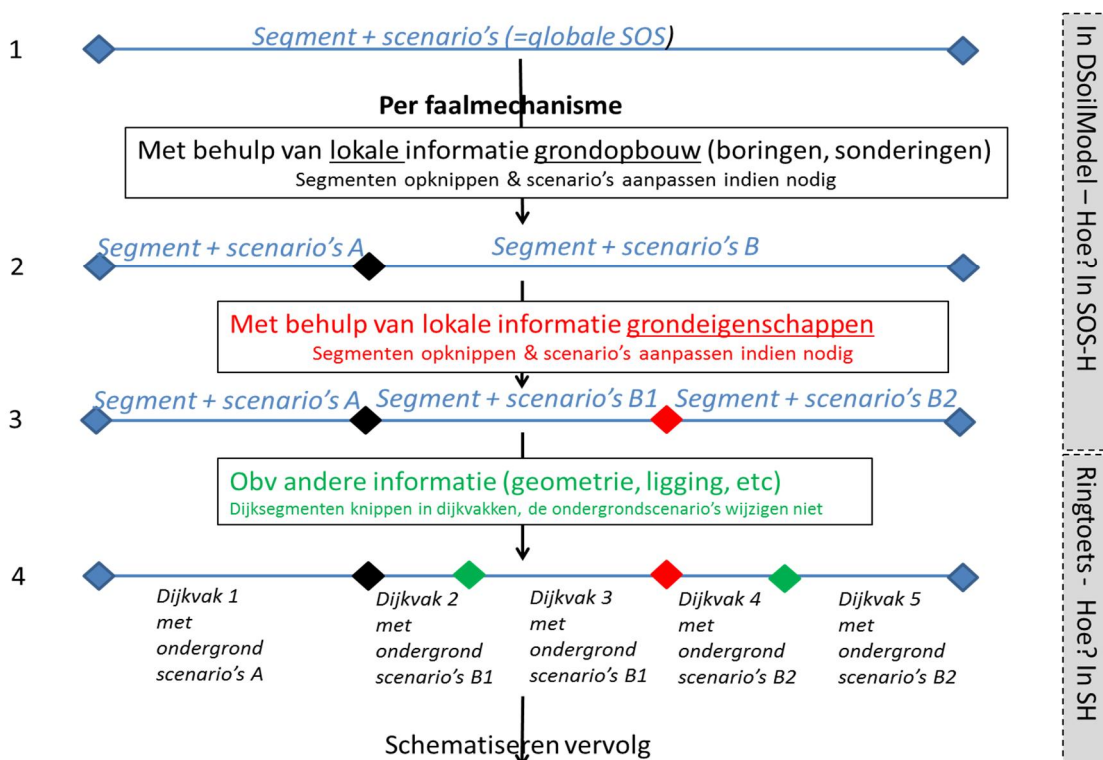 1
Segment + scenario's (=globale SOS)
Per faalmechanisme
Met behulp van lokale informatie grondopbouw (boringen, sonderingen)
Segmenten opknippen & scenario's aanpassen indien nodig
2
Segment + scenario's A
Segment + scenario's B
Met behulp van lokale informatie grondeigenschappen
Segmenten opknippen & scenario's aanpassen indien nodig
3
Segment + scenario's A
Segment + scenario's B1
Segment + scenario's B2
Obv andere informatie (geometrie, ligging, etc)
Dijksegmenten knippen in dijkvakken, de ondergrondscenario's wijzigen niet
4
Dijkvak 1
met
ondergrond
scenario's A
Dijkvak 2
met
ondergrond
scenario's B1
Dijkvak 3
met
ondergrond
scenario's B1
Dijkvak 4
met
ondergrond
scenario's B2
Dijkvak 5
met
ondergrond
scenario's B2
Schematiseren vervolg
In DSoilModel – Hoe? In SOS-H
Ringtoets - Hoe? In SH